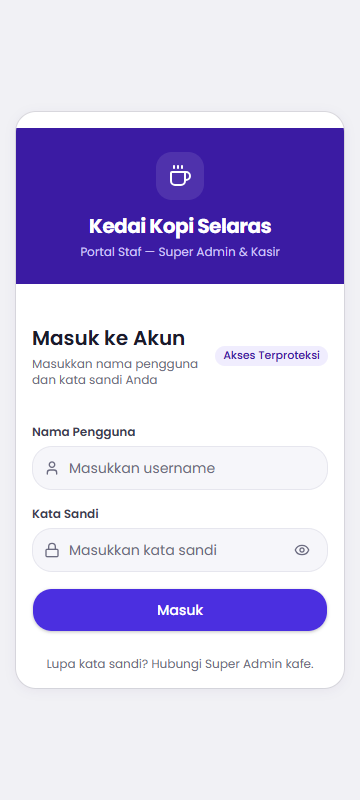 Kedai Kopi Selaras
Portal Staf — Super Admin & Kasir
Masuk ke Akun
Masukkan nama pengguna
dan kata sandi Anda
Akses Terproteksi
Nama Pengguna
Masukkan username
Kata Sandi
Masukkan kata sandi
Masuk
Lupa kata sandi? Hubungi Super Admin kafe.